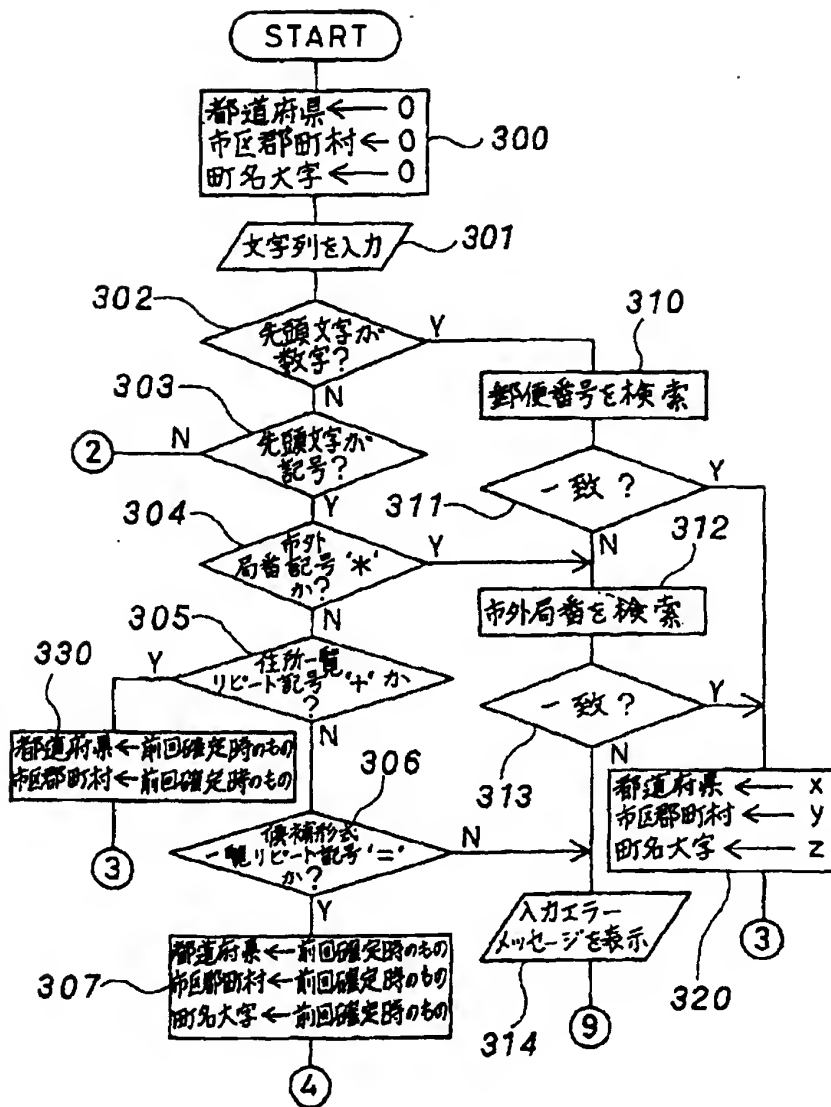 START
都道府県 ← 0
市区郡町村 ← 0
町名大字 ← 0
300
文字列を入力
301
302
先頭文字が
数字?
Y
N
310
郵便番号を検索
303
先頭文字が
記号?
N
②
Y
311
一致?
Y
N
304
市外
局番記号'*'
か?
Y
N
312
市外局番を検索
305
住所一覧
リピート記号'+'か
?
Y
N
313
一致?
Y
N
330
都道府県←前回確定時のもの
市区郡町村←前回確定時のもの
③
306
候補形式
一覧リピート記号'='
か?
N
Y
都道府県 ← x
市区郡町村 ← y
町名大字 ← z
320
③
307
都道府県←前回確定時のもの
市区郡町村←前回確定時のもの
町名大字←前回確定時のもの
④
入力エラー
メッセージを表示
314
⑨